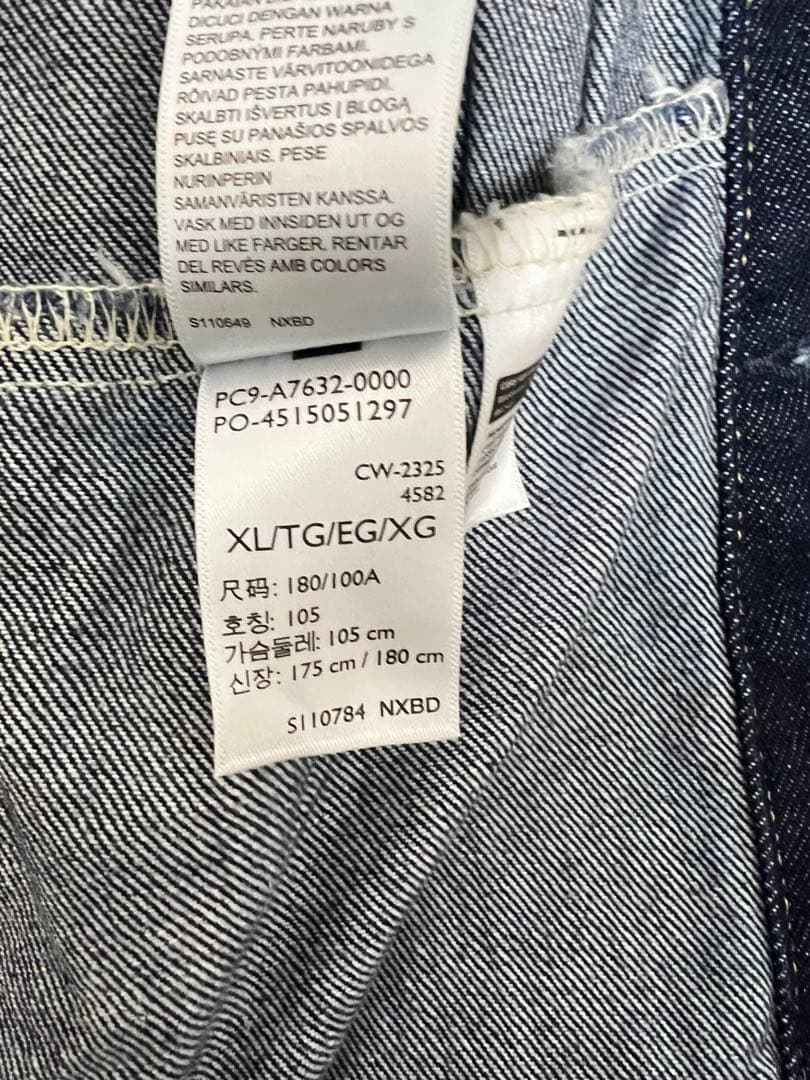 DICUCI DENGAN WARNA
SERUPA. PERTE NARUBY S
PODOBNÝMI FARBAMI.
SARNASTE VÄRVITOONIDEGA
RÕIVAD PESTA PAHUPIDI.
SKALBTI IŠVERTUS Į BLOGĄ
PUSĘ SU PANAŠIOS SPALVOS
SKALBINIAIS. PESE
NURINPERIN
SAMANVÄRISTEN KANSSA.
VASK MED INNSIDEN UT OG
MED LIKE FARGER. RENTAR
DEL REVÉS AMB COLORS
SIMILARS.
S110649 NXBD
PC9-A7632-0000
PO-4515051297
CW-2325
4582
XL/TG/EG/XG
尺码: 180/100A
호칭: 105
가슴둘레: 105 cm
신장: 175 cm / 180 cm
S110784 NXBD